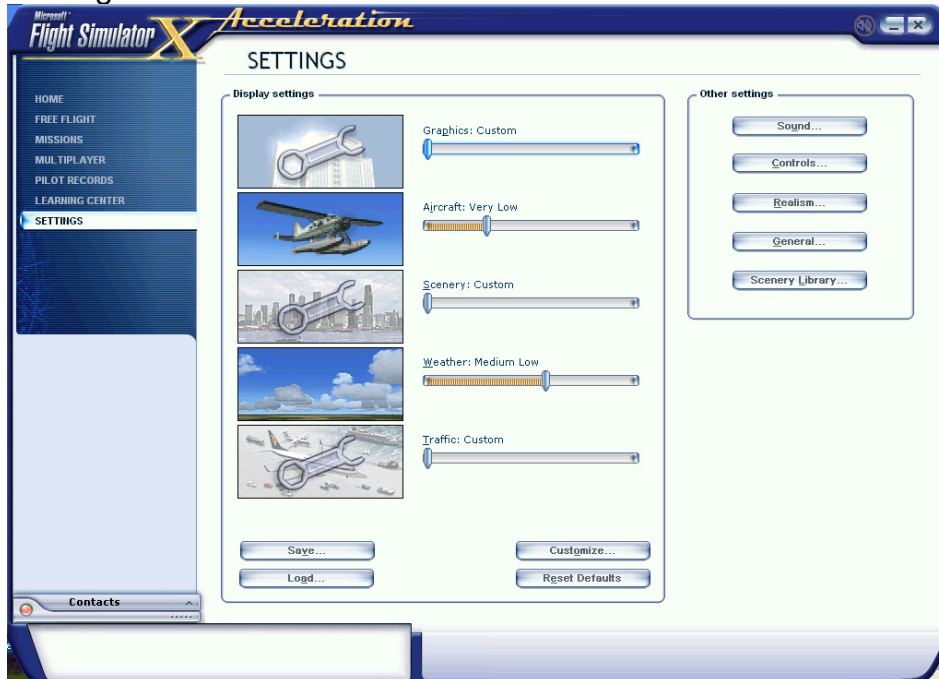 Microsoft
Flight Simulator X Acceleration
SETTINGS
HOME
FREE FLIGHT
MISSIONS
MULTIPLAYER
PILOT RECORDS
LEARNING CENTER
SETTINGS
Display settings
Graphics: Custom
Aircraft: Very Low
Scenery: Custom
Weather: Medium Low
Traffic: Custom
Save...
Customize...
Load...
Reset Defaults
Other settings
Sound...
Controls...
Realism...
General...
Scenery Library...
Contacts